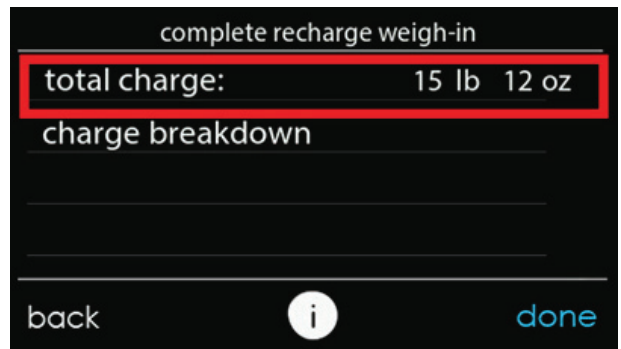 complete recharge weigh-in
total charge: 15 lb 12 oz
charge breakdown
back i done